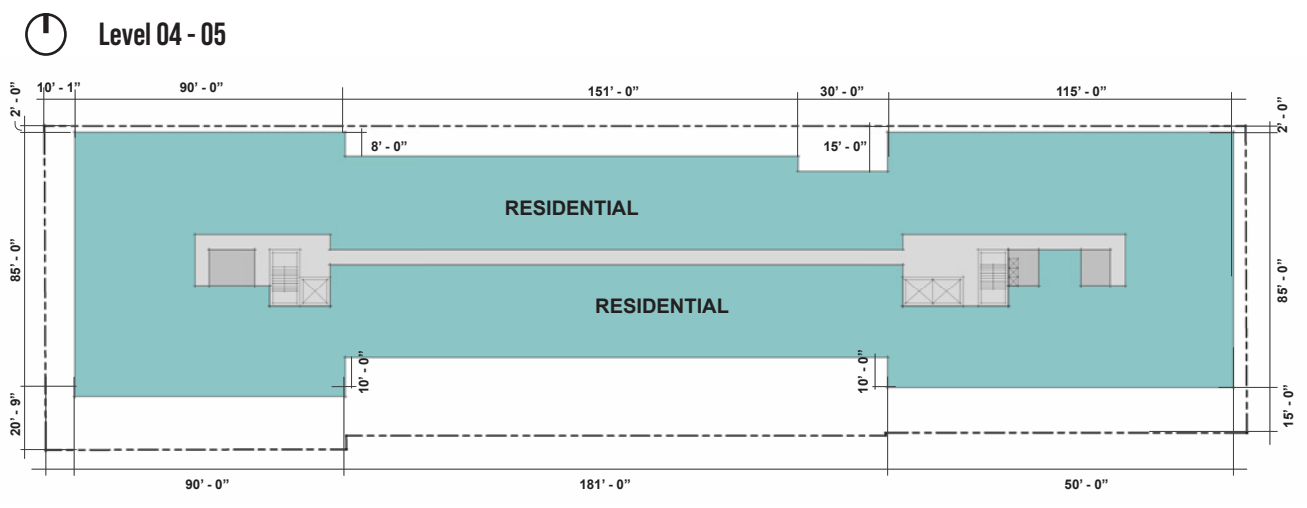 Level 04 - 05
2' - 0”
10' - 1”
90' - 0”
151' - 0”
30' - 0”
115' - 0”
2' - 0”
8' - 0”
15' - 0”
RESIDENTIAL
85' - 0”
85' - 0”
RESIDENTIAL
10' - 0”
10' - 0”
20' - 9”
15' - 0”
90' - 0”
181' - 0”
50' - 0”